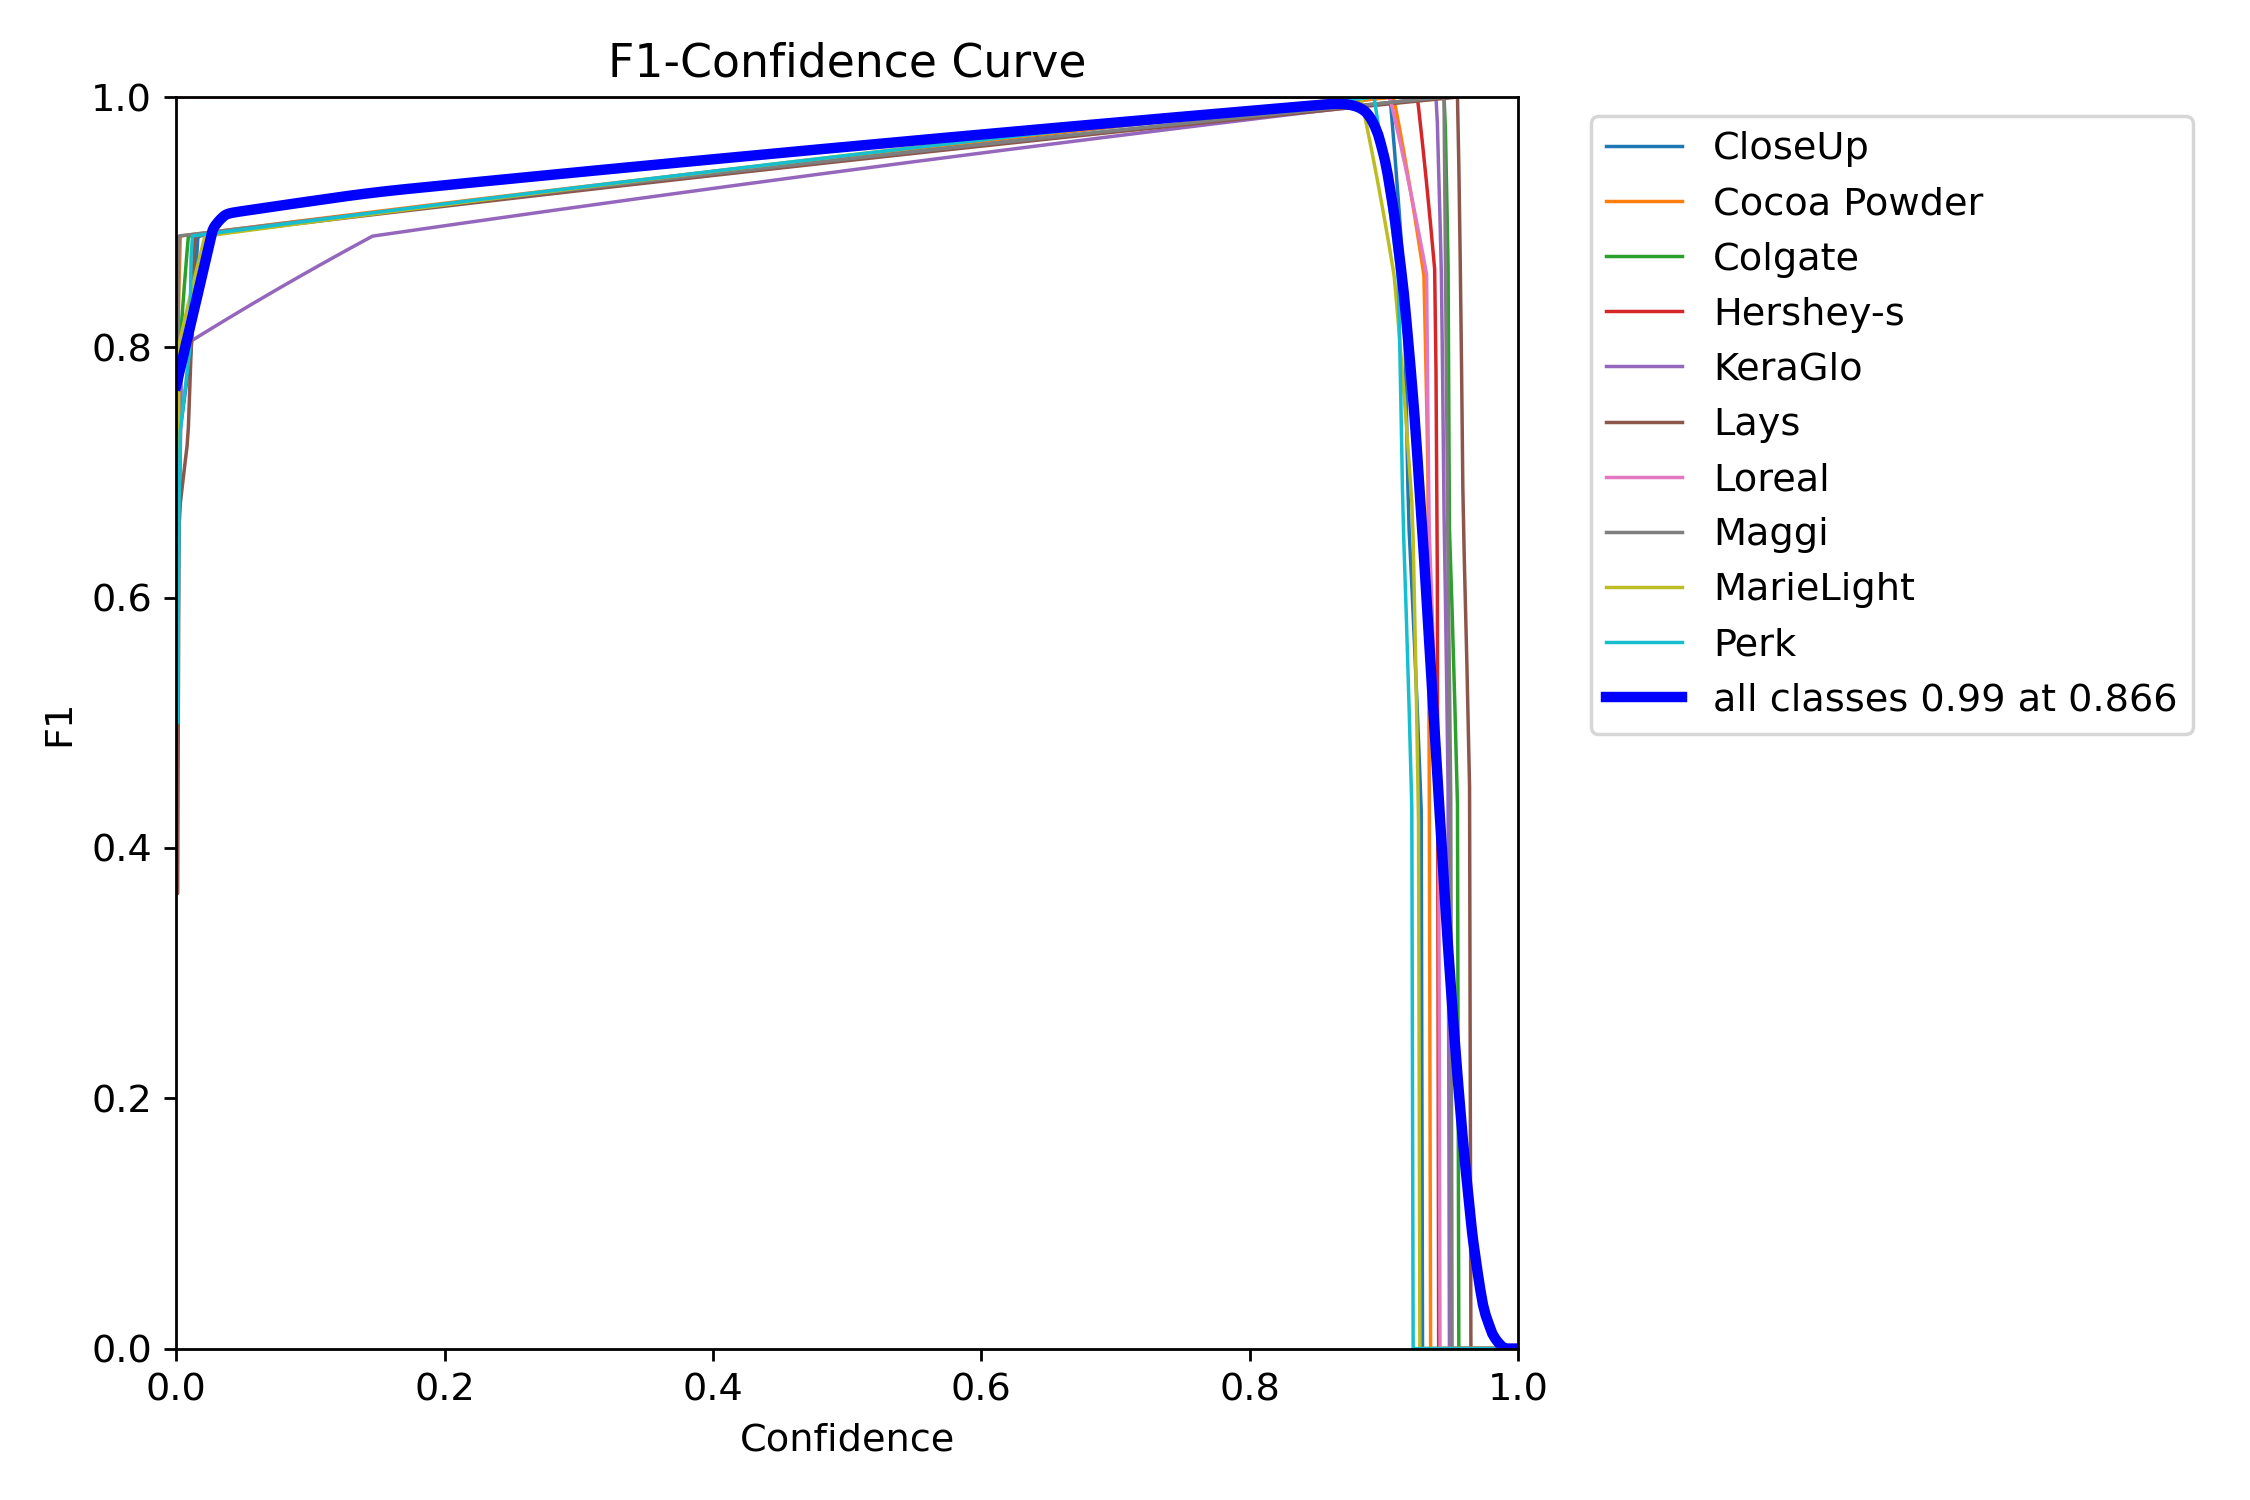 F1-Confidence Curve
1.0
0.8
0.6
0.4
0.2
0.0
F1
0.0 0.2 0.4 0.6 0.8 1.0
Confidence
CloseUp
Cocoa Powder
Colgate
Hershey-s
KeraGlo
Lays
Loreal
Maggi
MarieLight
Perk
all classes 0.99 at 0.866